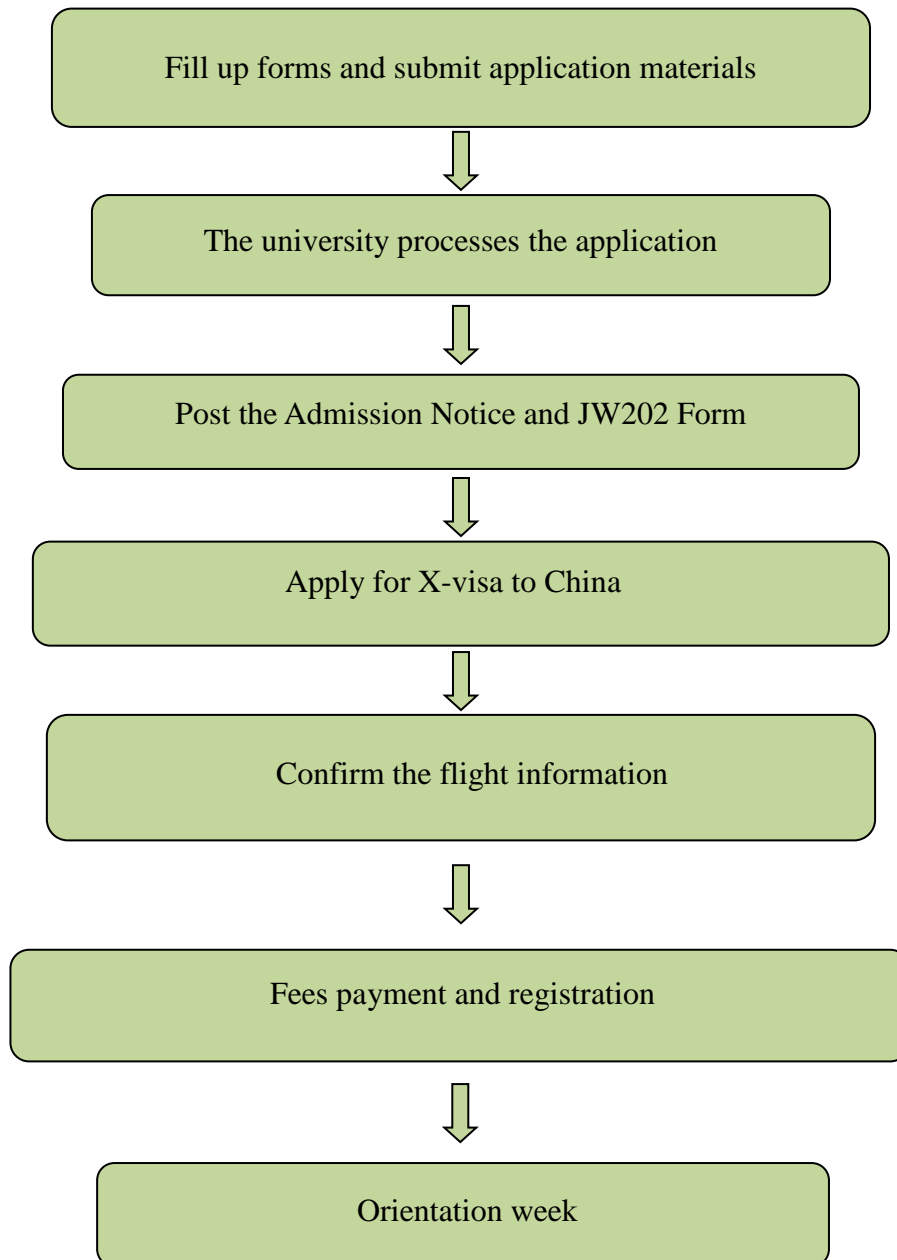 Fill up forms and submit application materials
The university processes the application
Post the Admission Notice and JW202 Form
Apply for X-visa to China
Confirm the flight information
Fees payment and registration
Orientation week